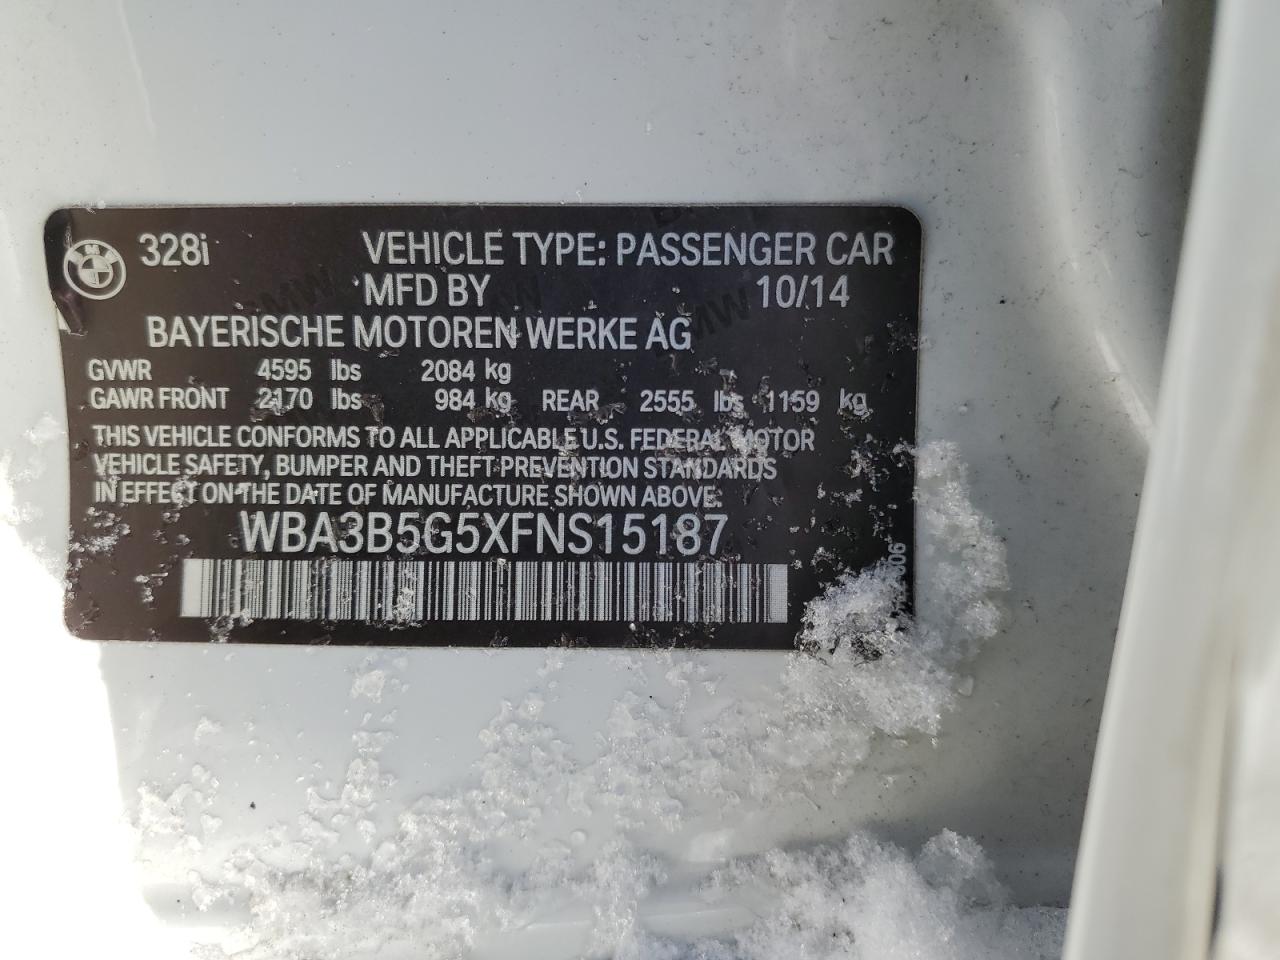 328i VEHICLE TYPE: PASSENGER CAR
MFD BY 10/14
BAYERISCHE MOTOREN WERKE AG
GVWR 4595 lbs 2084 kg
GAWR FRONT 2170 lbs 984 kg REAR 2555 lbs 1159 kg
THIS VEHICLE CONFORMS TO ALL APPLICABLE U.S. FEDERAL MOTOR
VEHICLE SAFETY, BUMPER AND THEFT PREVENTION STANDARDS
IN EFFECT ON THE DATE OF MANUFACTURE SHOWN ABOVE.
WBA3B5G5XFNS15187